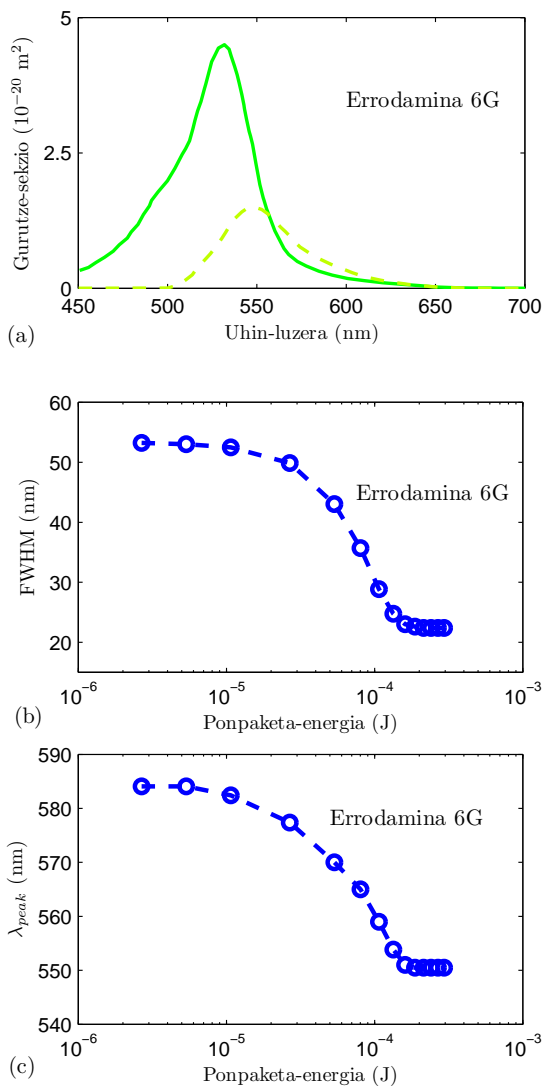 5
2.5
0
Gurutze-sekzio (10⁻²⁰ m²)
Errodamina 6G
450 500 550 600 650 700
Uhin-luzera (nm)
(a)
60
50
40
30
20
FWHM (nm)
Errodamina 6G
10⁻⁶ 10⁻⁵ 10⁻⁴ 10⁻³
Ponpaketa-energia (J)
(b)
590
580
570
560
550
540
λ_peak (nm)
Errodamina 6G
10⁻⁶ 10⁻⁵ 10⁻⁴ 10⁻³
Ponpaketa-energia (J)
(c)